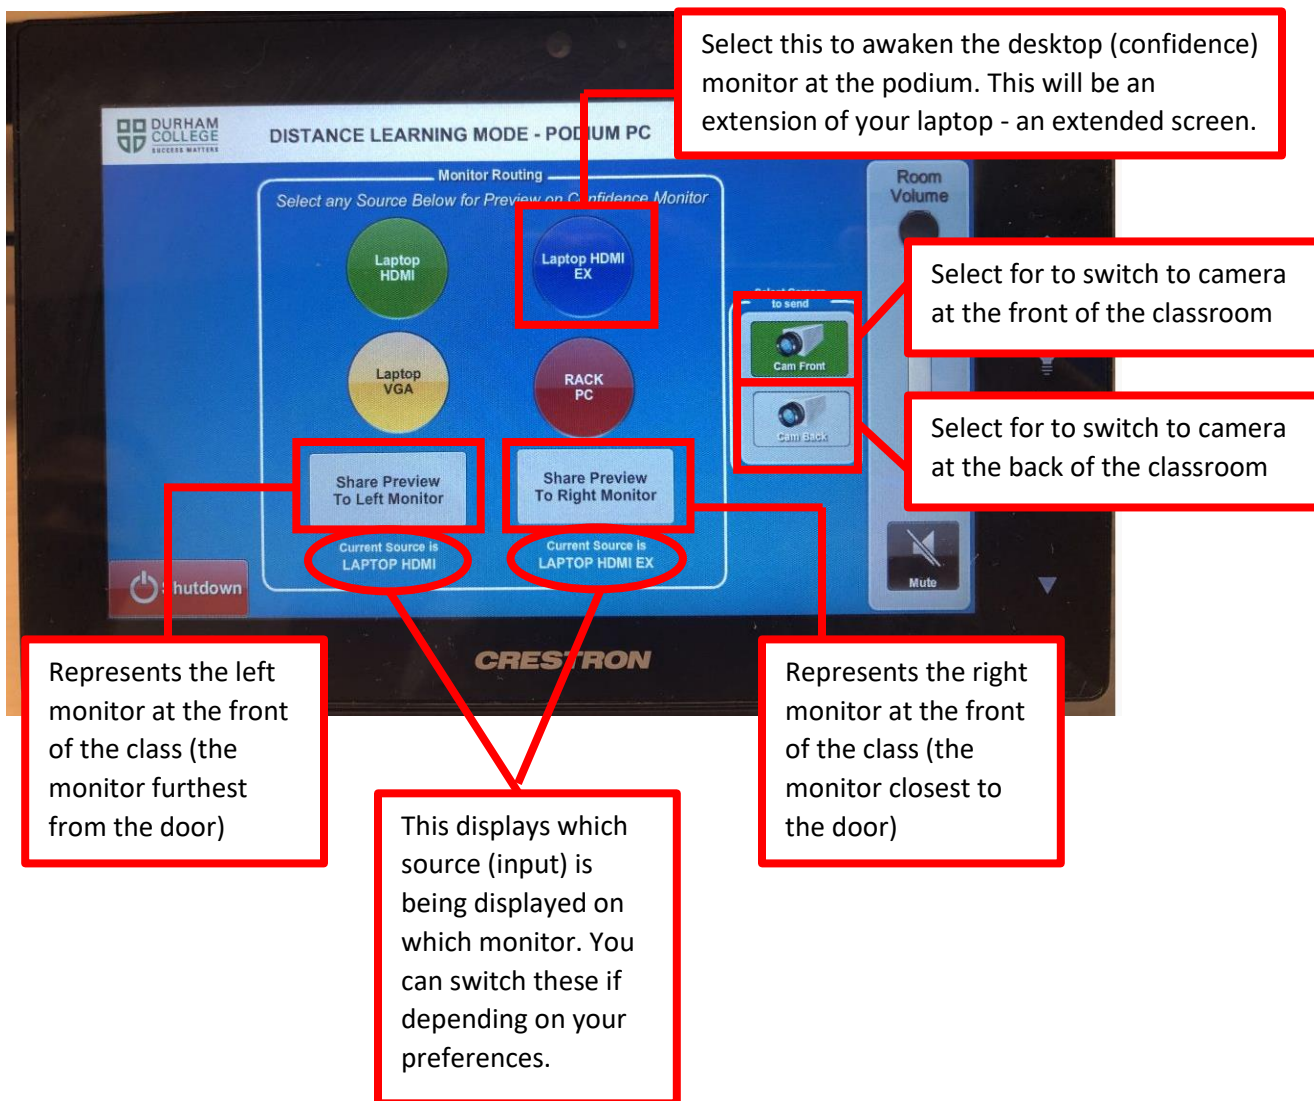 Select this to awaken the desktop (confidence)
monitor at the podium. This will be an
extension of your laptop - an extended screen.
DURHAM
COLLEGE
SUCCESS MATTERS
DISTANCE LEARNING MODE - PODIUM PC
Monitor Routing
Select any Source Below for Preview on Confidence Monitor
Laptop
HDMI
Laptop HDMI
EX
Laptop
VGA
RACK
PC
Share Preview
To Left Monitor
Share Preview
To Right Monitor
Current Source is
LAPTOP HDMI
Current Source is
LAPTOP HDMI EX
Select Camera
to send
Cam Front
Cam Back
Room
Volume
Mute
Shutdown
CRESTRON
Select for to switch to camera
at the front of the classroom
Select for to switch to camera
at the back of the classroom
Represents the left
monitor at the front
of the class (the
monitor furthest
from the door)
This displays which
source (input) is
being displayed on
which monitor. You
can switch these if
depending on your
preferences.
Represents the right
monitor at the front
of the class (the
monitor closest to
the door)